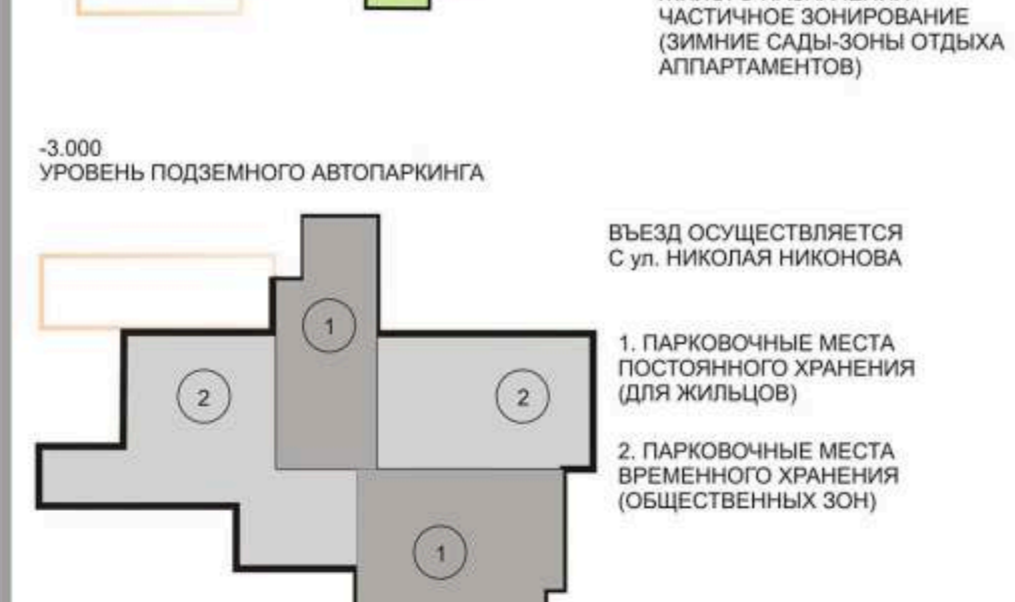 ЧАСТИЧНОЕ ЗОНИРОВАНИЕ
(ЗИМНИЕ САДЫ-ЗОНЫ ОТДЫХА
АППАРТАМЕНТОВ)
-3.000
УРОВЕНЬ ПОДЗЕМНОГО АВТОПАРКИНГА
ВЪЕЗД ОСУЩЕСТВЛЯЕТСЯ
С ул. НИКОЛАЯ НИКОНОВА
1
2
2
1
1. ПАРКОВОЧНЫЕ МЕСТА
ПОСТОЯННОГО ХРАНЕНИЯ
(ДЛЯ ЖИЛЬЦОВ)
2. ПАРКОВОЧНЫЕ МЕСТА
ВРЕМЕННОГО ХРАНЕНИЯ
(ОБЩЕСТВЕННЫХ ЗОН)